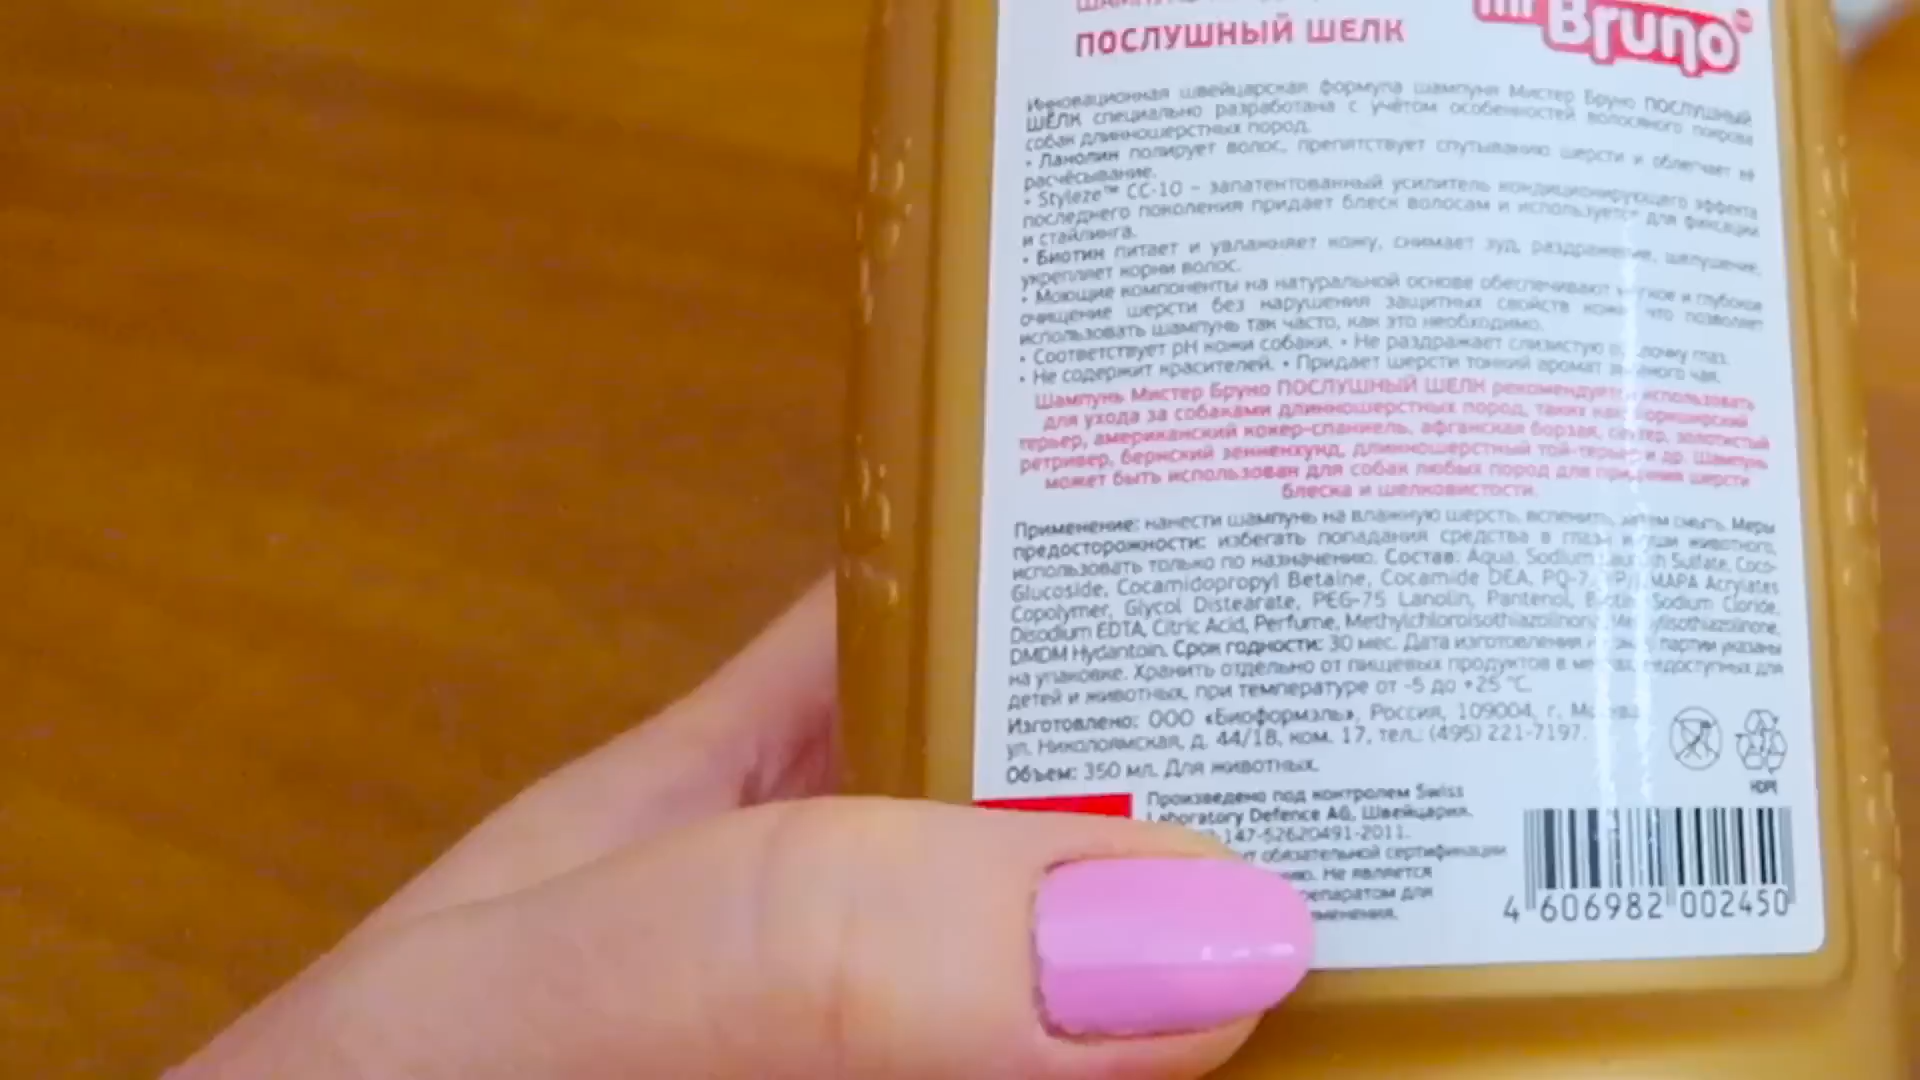 ПОСЛУШНЫЙ ШЕЛК
mr Bruno
Инновационная швейцарская формула шампуня Мистер Бруно ПОСЛУШНЫЙ
ШЁЛК специально разработана с учётом особенностей волосяного покрова
собак длинношерстных пород.
• Ланолин полирует волос, препятствует спутыванию шерсти и облегчает её
расчёсывание.
• Styleze™ CC-10 – запатентованный усилитель кондиционирующего эффекта
последнего поколения придает блеск волосам и используется для фиксации
и стайлинга.
• Биотин питает и увлажняет кожу, снимает зуд, раздражение, шелушение,
укрепляет корни волос.
• Моющие компоненты на натуральной основе обеспечивают мягкое и глубокое
очищение шерсти без нарушения защитных свойств кожи, что позволяет
использовать шампунь так часто, как это необходимо.
• Соответствует pH кожи собаки. • Не раздражает слизистую глаз.
• Не содержит красителей. • Придает шерсти тонкий аромат чая.
Шампунь Мистер Бруно ПОСЛУШНЫЙ ШЕЛК рекомендуется использовать
для ухода за собаками длинношерстных пород, таких как йоркширский
терьер, американский кокер-спаниель, афганская борзая, сеттер, золотистый
ретривер, бернский зенненхунд, длинношерстный той-терьер и др. Шампунь
может быть использован для собак любых пород для придания шерсти
блеска и шелковистости.
Применение: нанести шампунь на влажную шерсть, вспенить, затем смыть. Меры
предосторожности: избегать попадания средства в глаза и уши животного,
использовать только по назначению. Состав: Aqua, Sodium Laureth Sulfate, Coco-
Glucoside, Cocamidopropyl Betaine, Cocamide DEA, PQ-7, Acrylates
Copolymer, Glycol Distearate, PEG-75 Lanolin, Pantenol, Biotin, Sodium Cloride,
Disodium EDTA, Citric Acid, Perfume, Methylchloroisothiazolinone,
DMDM Hydantoin. Срок годности: 30 мес. Дата изготовления и партии указаны
на упаковке. Хранить отдельно от пищевых продуктов в местах, недоступных для
детей и животных, при температуре от -5 до +25 °C.
Изготовлено: ООО «Биоформэль», Россия, 109004, г. Москва
ул. Николоямская, д. 44/18, ком. 17, тел.: (495) 221-7197.
Объем: 350 мл. Для животных.
HDPE
Произведено под контролем Swiss
Laboratory Defence AG, Швейцария.
147-52620491-2011.
обязательной сертификации
Не является
для
4 606982 002450